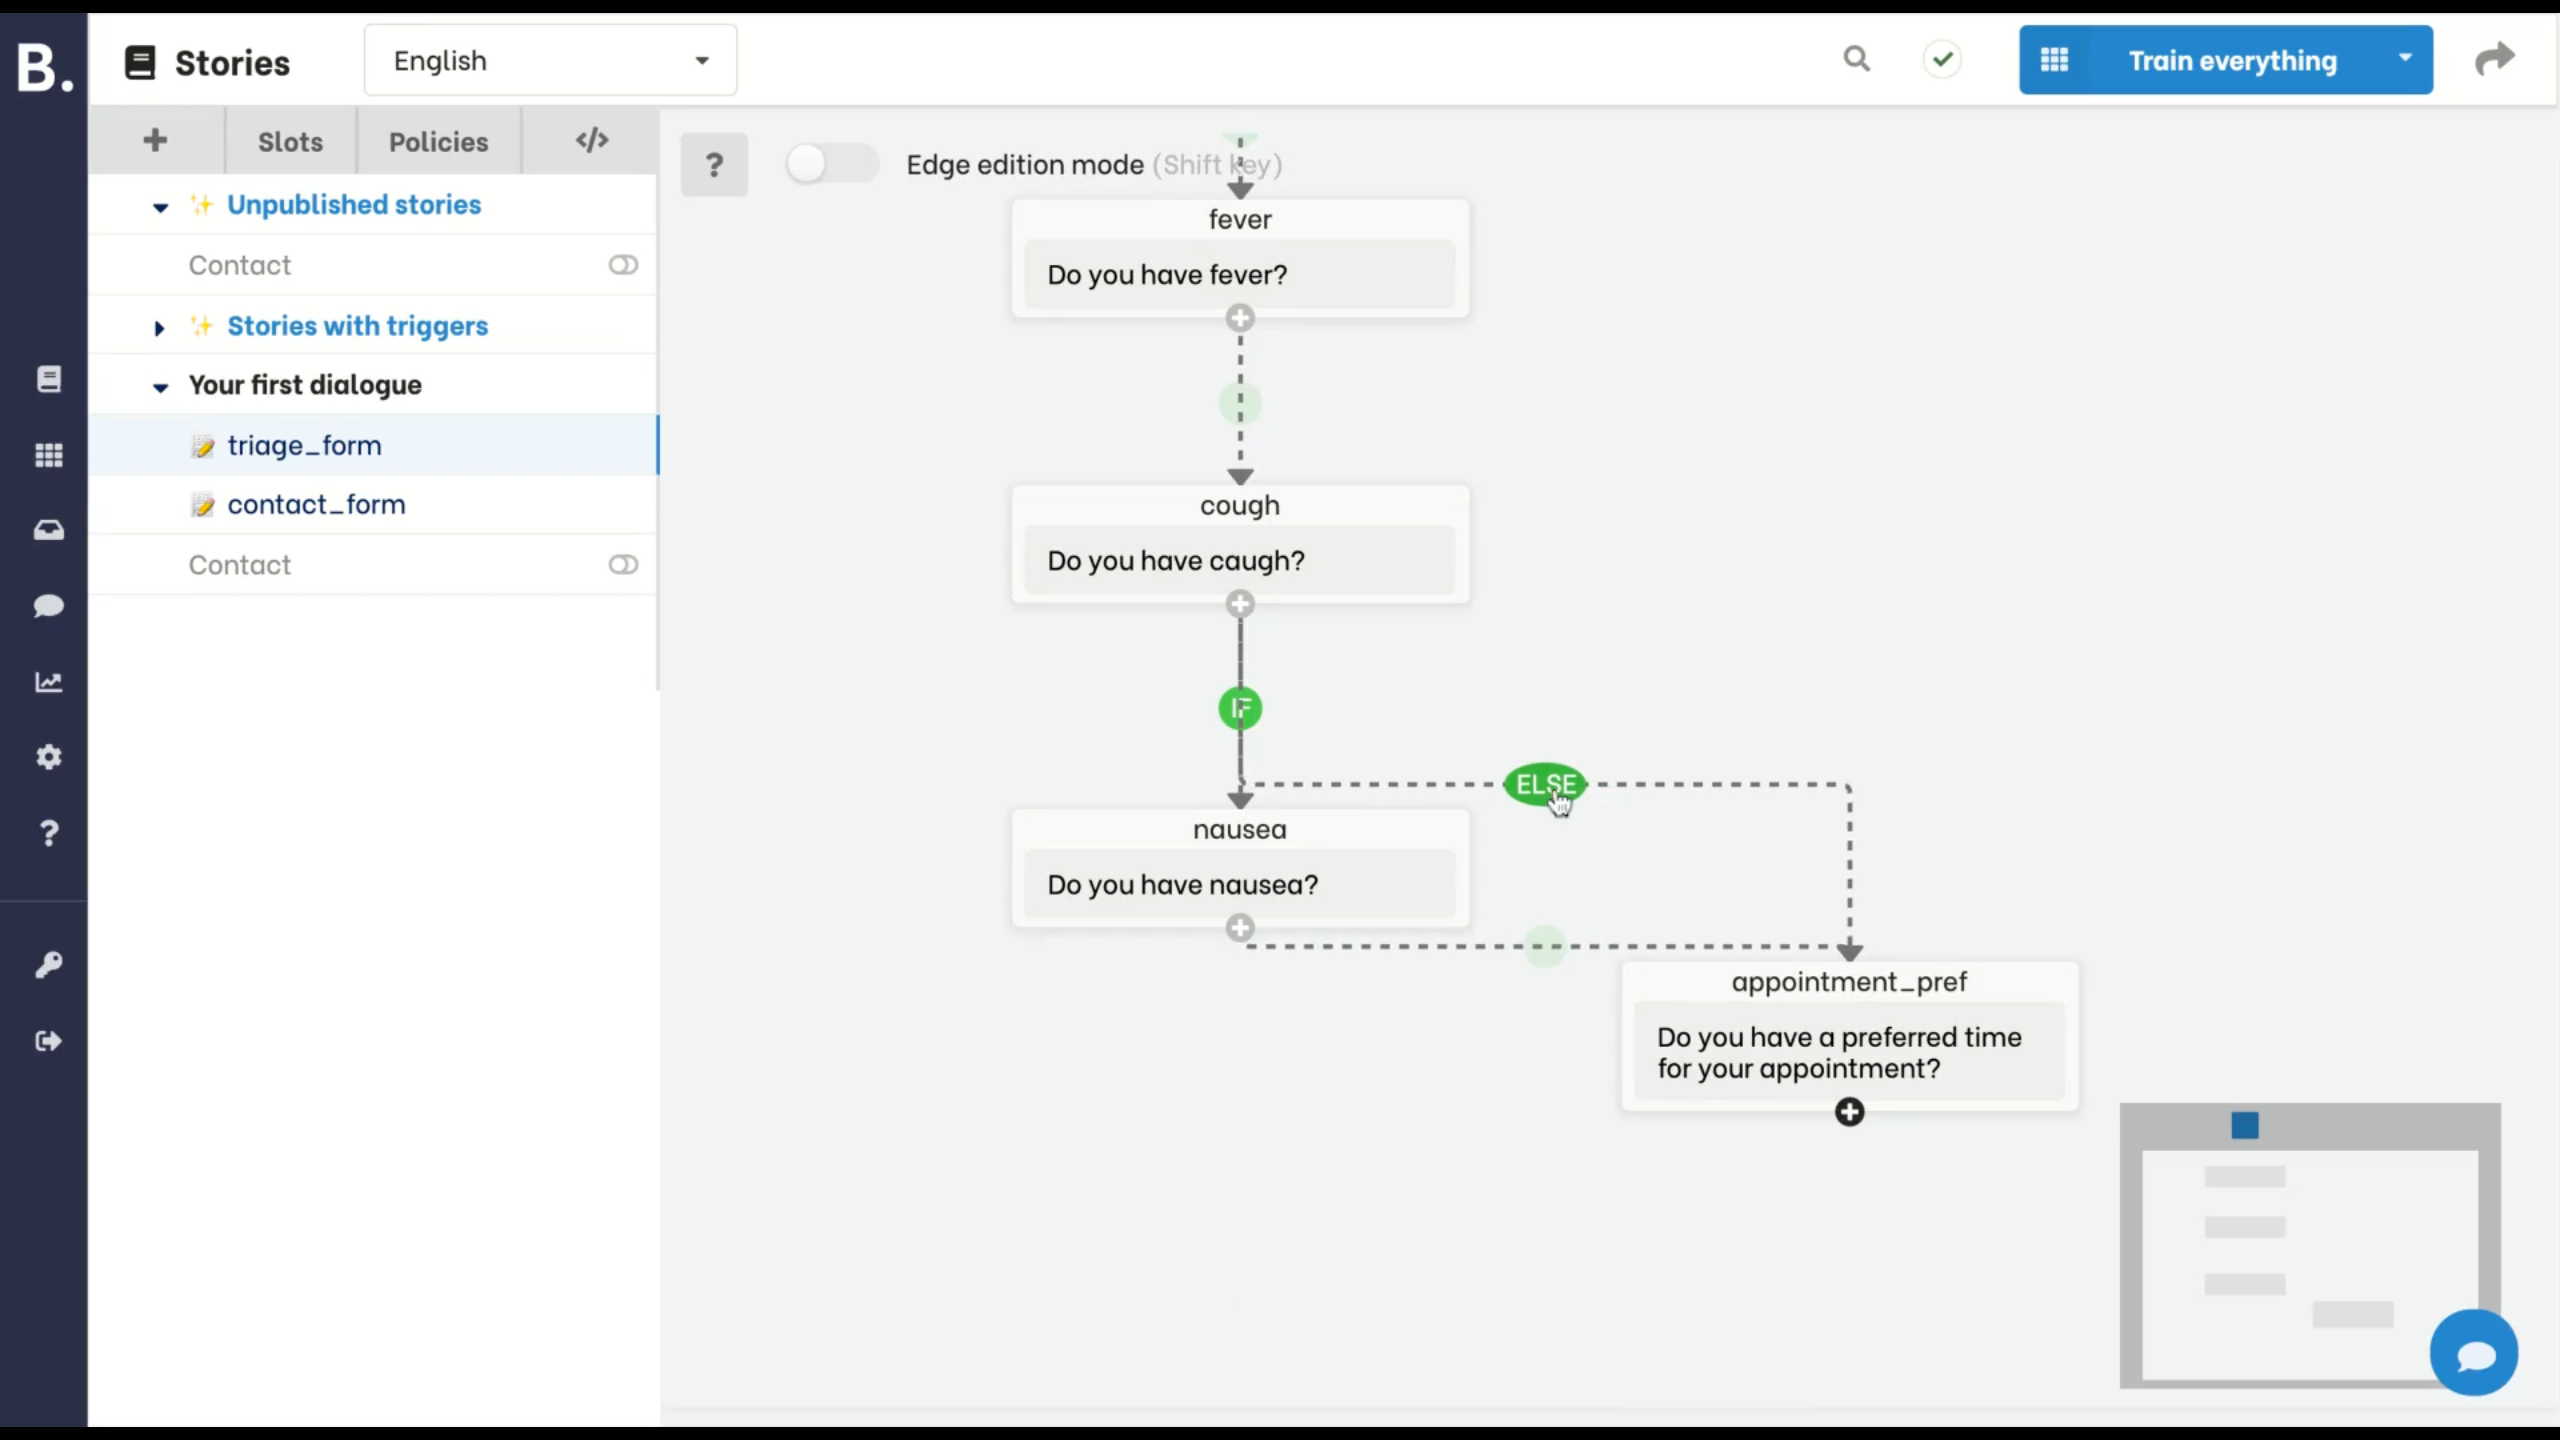 B.
Stories
English
Train everything
Slots
Policies
</>
? Edge edition mode (Shift key)
Unpublished stories
Contact
Stories with triggers
Your first dialogue
triage_form
contact_form
Contact
fever
Do you have fever?
cough
Do you have caugh?
IF
ELSE
nausea
Do you have nausea?
appointment_pref
Do you have a preferred time
for your appointment?
?